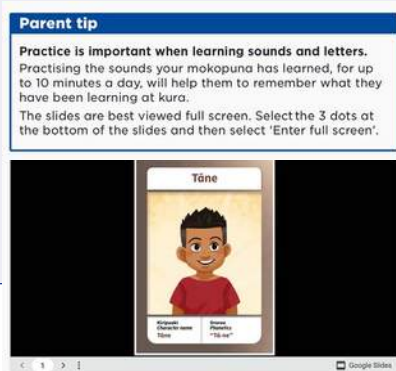 Parent tip
Practice is important when learning sounds and letters.
Practising the sounds your mokopuna has learned, for up
to 10 minutes a day, will help them to remember what they
have been learning at kura.
The slides are best viewed full screen. Select the 3 dots at
the bottom of the slides and then select 'Enter full screen'.
Tāne
Kiripuaki
Character name
Tāne
Oronga
Phonetics
"Tā-ne"
1
Google Slides